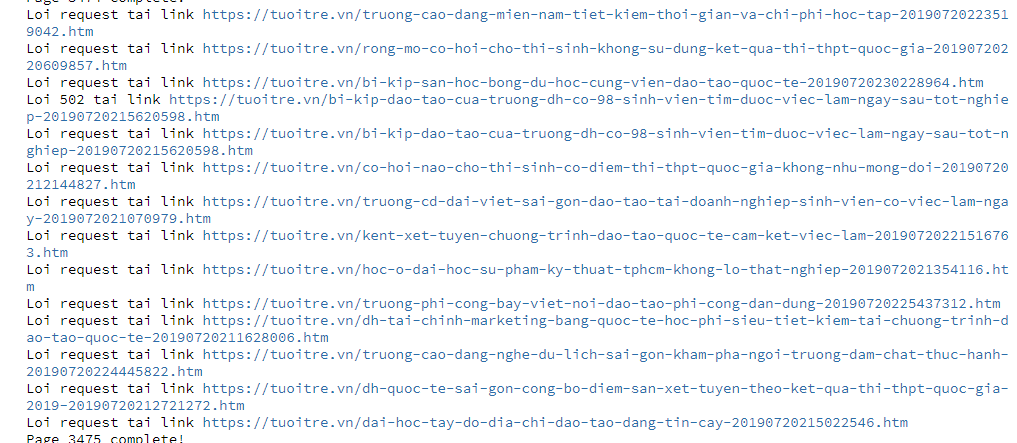 Loi request tai link https://tuoitre.vn/truong-cao-dang-mien-nam-tiet-kiem-thoi-gian-va-chi-phi-hoc-tap-2019072022351
9042.htm
Loi request tai link https://tuoitre.vn/rong-mo-co-hoi-cho-thi-sinh-khong-su-dung-ket-qua-thi-thpt-quoc-gia-201907202
20609857.htm
Loi request tai link https://tuoitre.vn/bi-kip-san-hoc-bong-du-hoc-cung-vien-dao-tao-quoc-te-20190720230228964.htm
Loi 502 tai link https://tuoitre.vn/bi-kip-dao-tao-cua-truong-dh-co-98-sinh-vien-tim-duoc-viec-lam-ngay-sau-tot-nghie
p-20190720215620598.htm
Loi request tai link https://tuoitre.vn/bi-kip-dao-tao-cua-truong-dh-co-98-sinh-vien-tim-duoc-viec-lam-ngay-sau-tot-n
ghiep-20190720215620598.htm
Loi request tai link https://tuoitre.vn/co-hoi-nao-cho-thi-sinh-co-diem-thi-thpt-quoc-gia-khong-nhu-mong-doi-20190720
212144827.htm
Loi request tai link https://tuoitre.vn/truong-cd-dai-viet-sai-gon-dao-tao-tai-doanh-nghiep-sinh-vien-co-viec-lam-nga
y-2019072021070979.htm
Loi request tai link https://tuoitre.vn/kent-xet-tuyen-chuong-trinh-dao-tao-quoc-te-cam-ket-viec-lam-2019072022151676
3.htm
Loi request tai link https://tuoitre.vn/hoc-o-dai-hoc-su-pham-ky-thuat-tphcm-khong-lo-that-nghiep-2019072021354116.ht
m
Loi request tai link https://tuoitre.vn/truong-phi-cong-bay-viet-noi-dao-tao-phi-cong-dan-dung-20190720225437312.htm
Loi request tai link https://tuoitre.vn/dh-tai-chinh-marketing-bang-quoc-te-hoc-phi-sieu-tiet-kiem-tai-chuong-trinh-d
ao-tao-quoc-te-20190720211628006.htm
Loi request tai link https://tuoitre.vn/truong-cao-dang-nghe-du-lich-sai-gon-kham-pha-ngoi-truong-dam-chat-thuc-hanh-
20190720224445822.htm
Loi request tai link https://tuoitre.vn/dh-quoc-te-sai-gon-cong-bo-diem-san-xet-tuyen-theo-ket-qua-thi-thpt-quoc-gia-
2019-20190720212721272.htm
Loi request tai link https://tuoitre.vn/dai-hoc-tay-do-dia-chi-dao-tao-dang-tin-cay-20190720215022546.htm
Page 3475 complete!